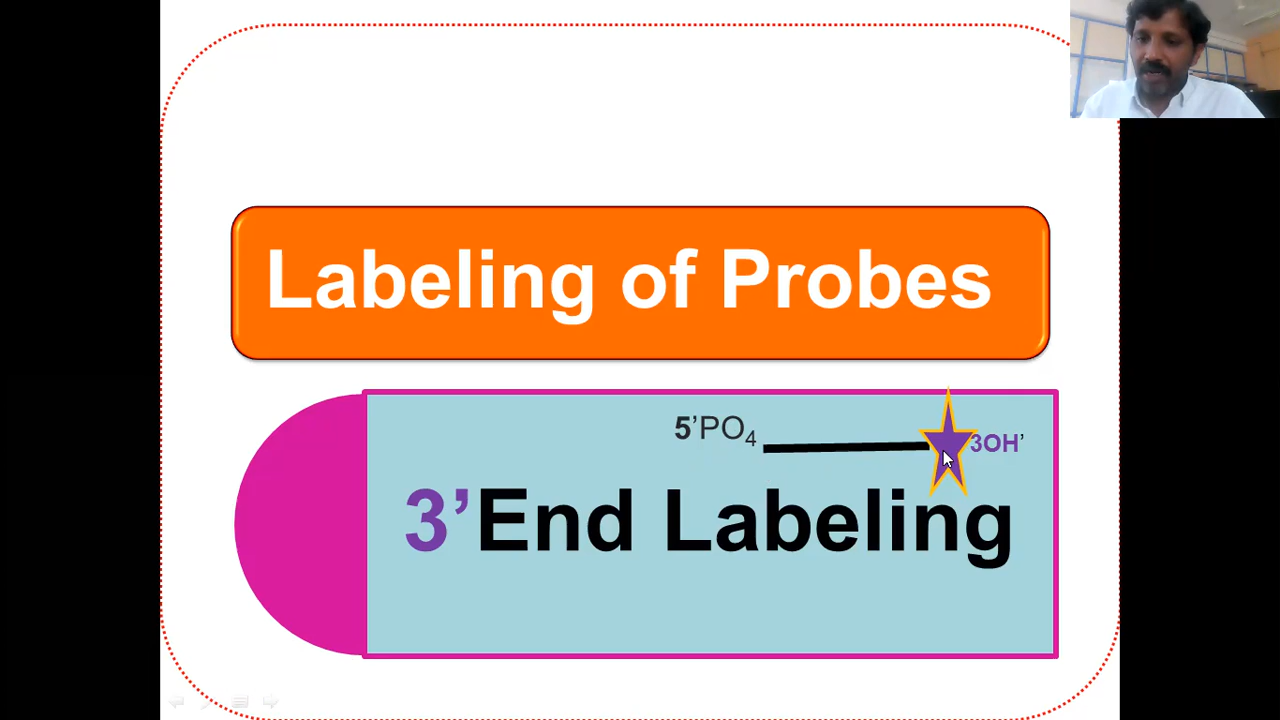 Labeling of Probes
5’PO₄
3OH’
3’End Labeling